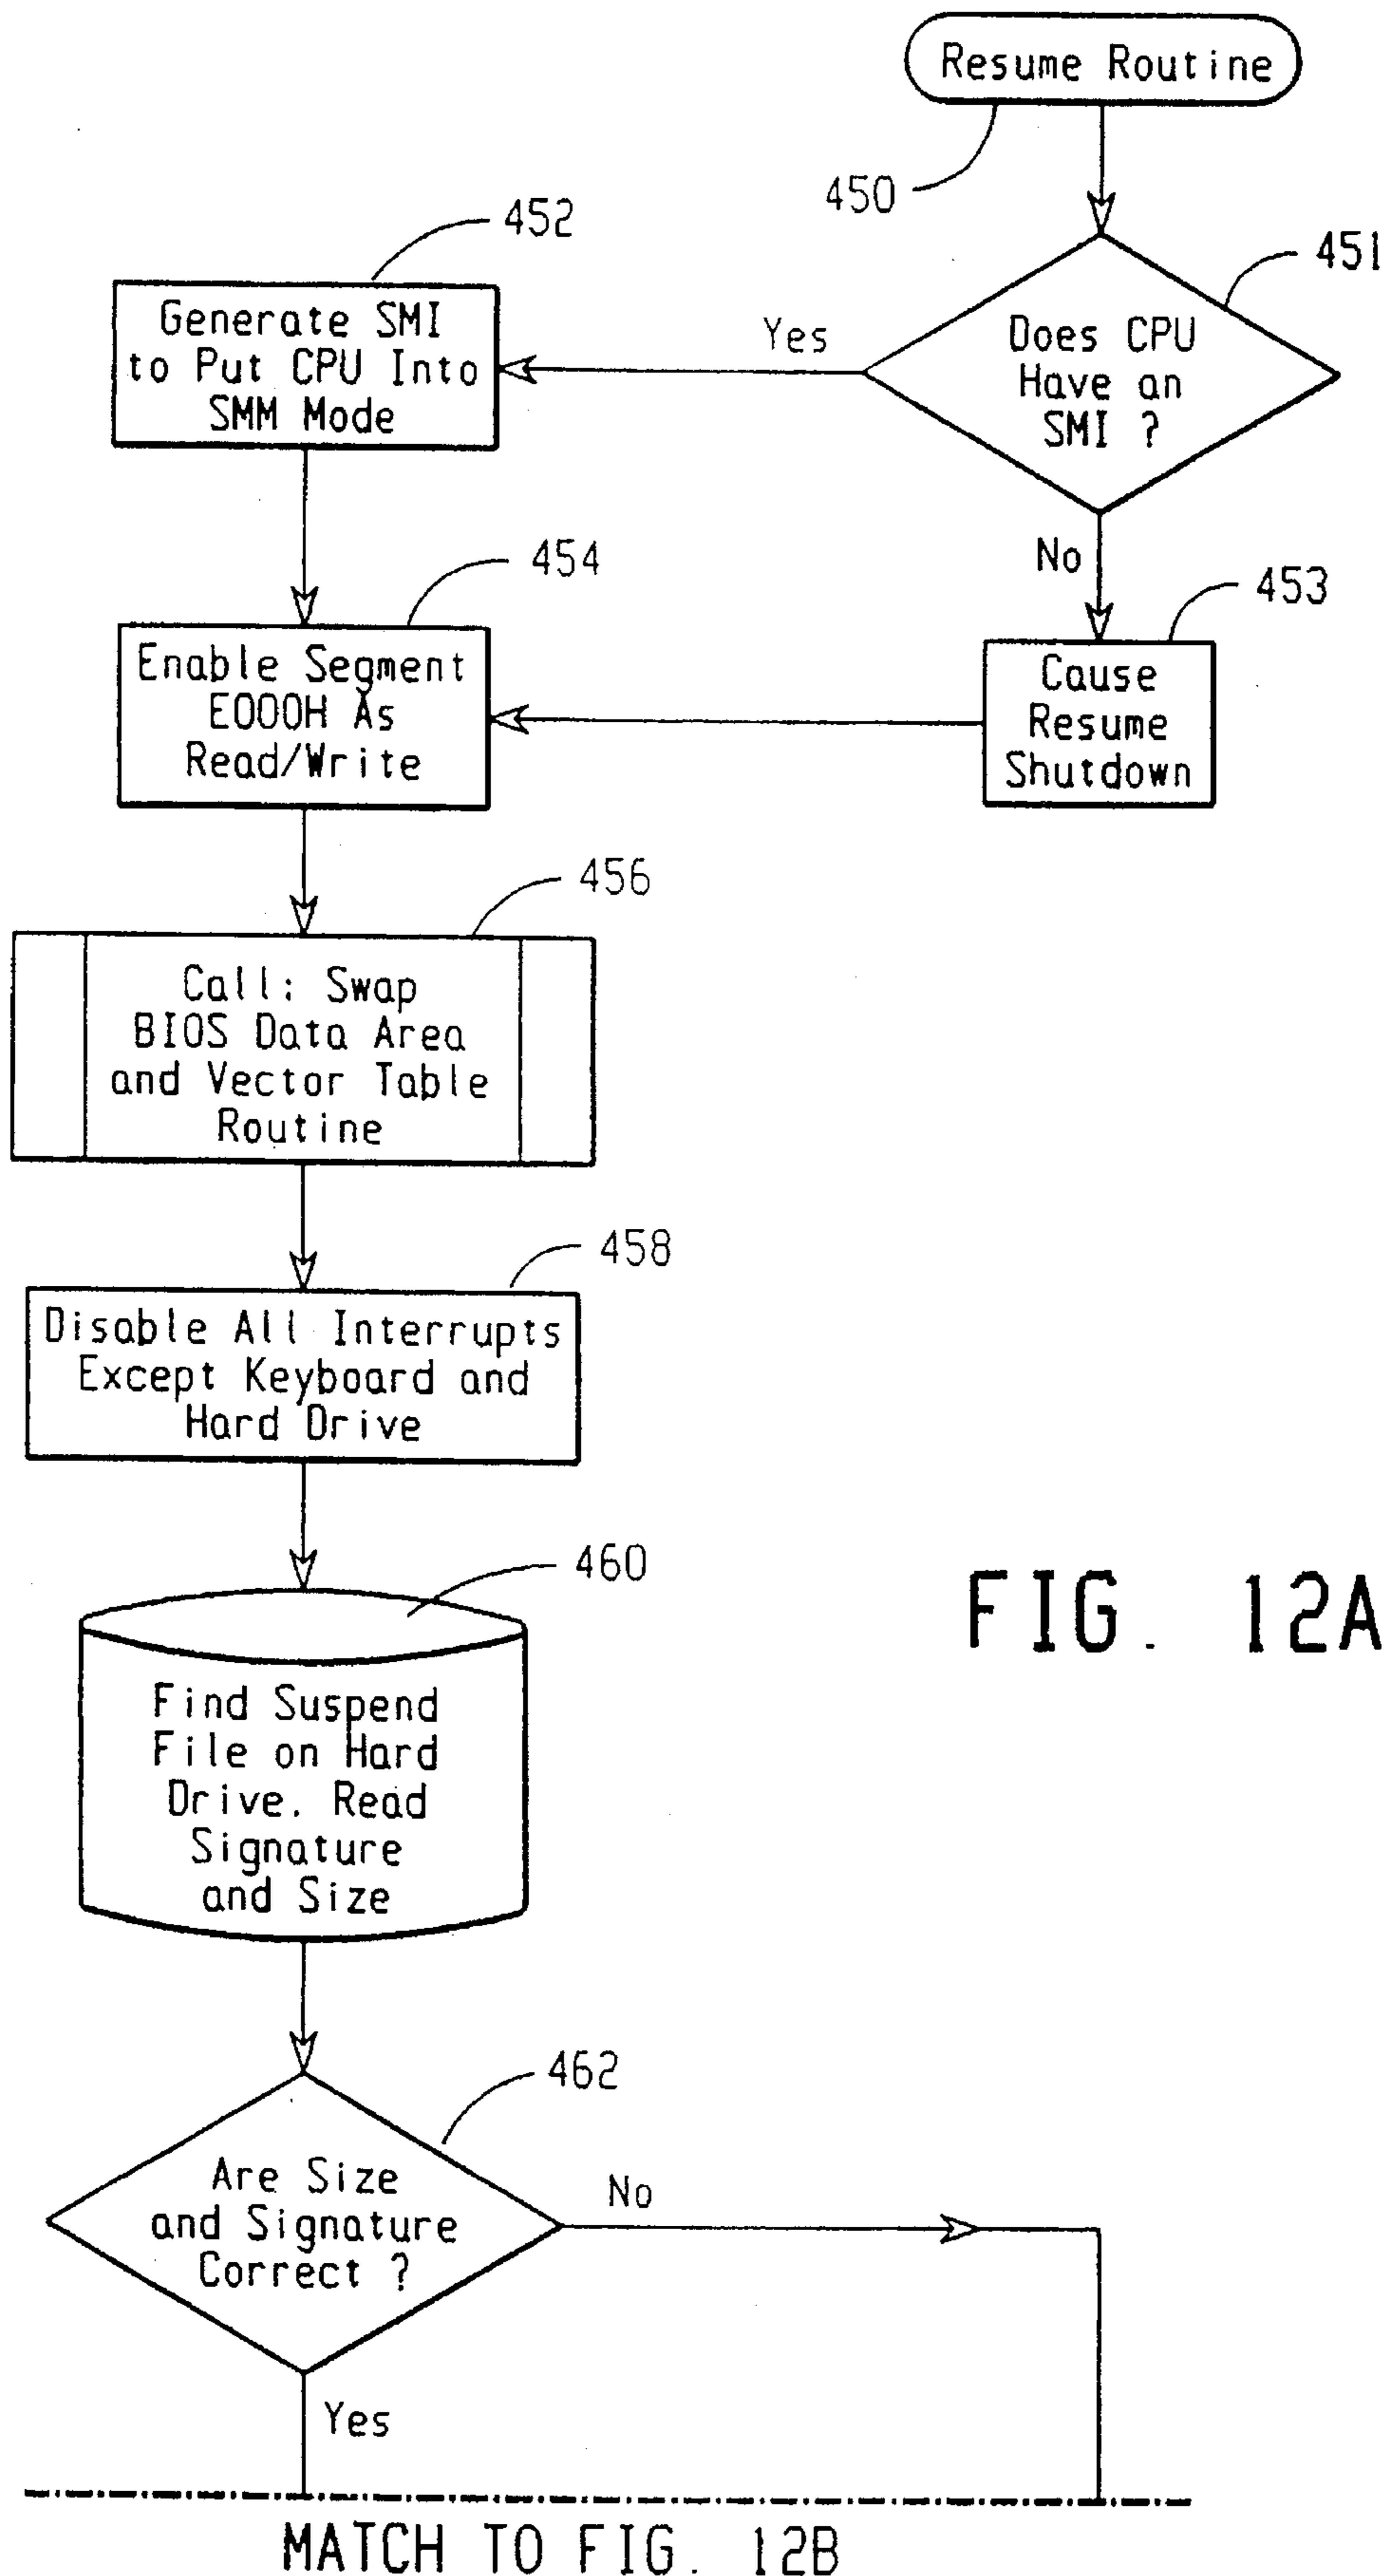 Resume Routine
450
451
Does CPU
Have an
SMI ?
Yes
No
452
Generate SMI
to Put CPU Into
SMM Mode
453
Cause
Resume
Shutdown
454
Enable Segment
E000H As
Read/Write
456
Call: Swap
BIOS Data Area
and Vector Table
Routine
458
Disable All Interrupts
Except Keyboard and
Hard Drive
460
Find Suspend
File on Hard
Drive. Read
Signature
and Size
FIG. 12A
462
Are Size
and Signature
Correct ?
No
Yes
MATCH TO FIG. 12B